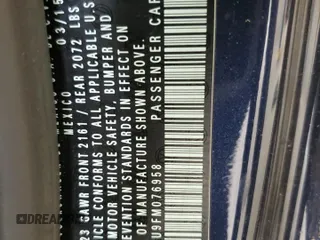 MEXICO
03/15
23 GAWR FRONT 2161 / REAR 2072 LBS
ICLE CONFORMS TO ALL APPLICABLE U.S
MOTOR VEHICLE SAFETY, BUMPER AND
EVENTION STANDARDS IN EFFECT ON
OF MANUFACTURE SHOWN ABOVE.
U9FM076958
PASSENGER CAR